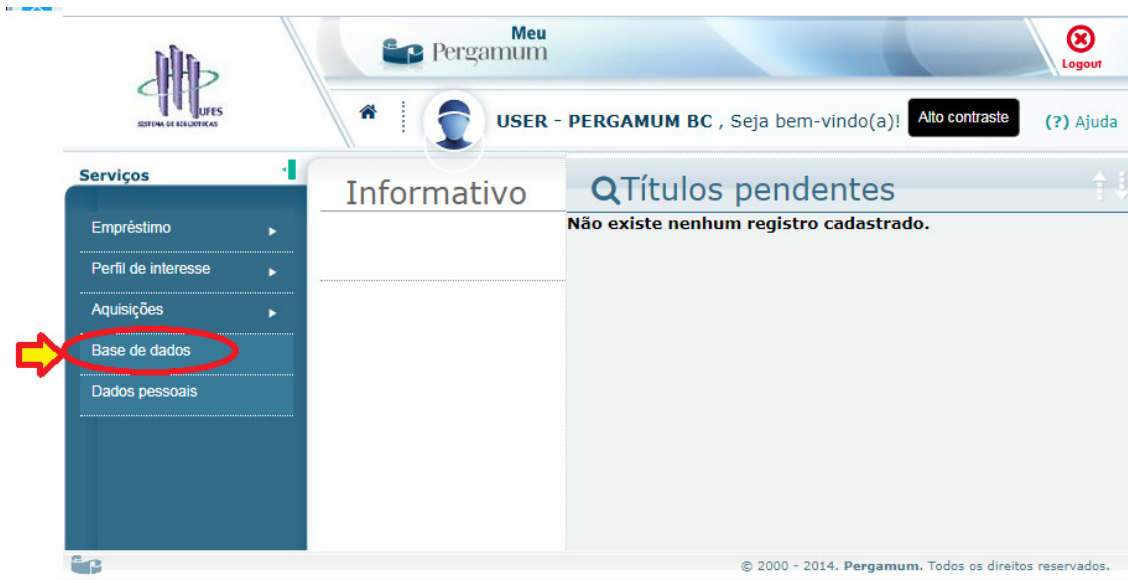 Meu
Pergamum
Logout
UFES
SISTEMA DE BIBLIOTECAS
USER - PERGAMUM BC , Seja bem-vindo(a)!
Alto contraste
(?) Ajuda
Serviços
Empréstimo
Perfil de interesse
Aquisições
Base de dados
Dados pessoais
Informativo
Títulos pendentes
Não existe nenhum registro cadastrado.
© 2000 - 2014. Pergamum. Todos os direitos reservados.